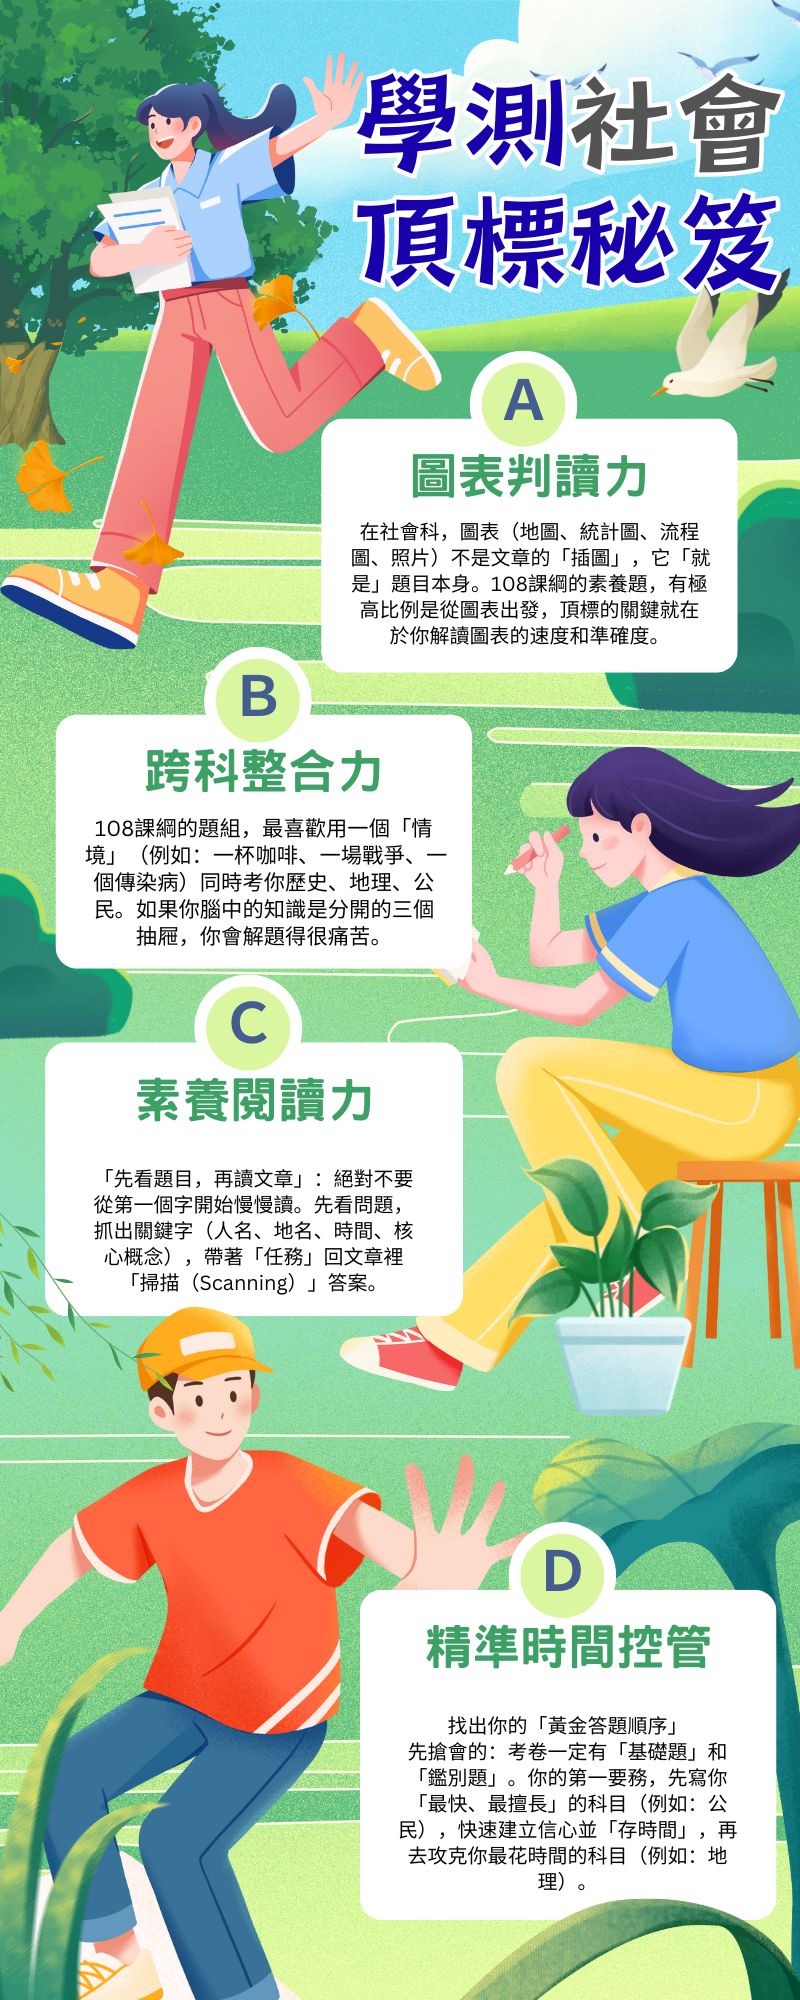 學測社會
頂標秘笈
A
圖表判讀力
在社會科，圖表（地圖、統計圖、流程
圖、照片）不是文章的「插圖」，它「就
是」題目本身。108課綱的素養題，有極
高比例是從圖表出發，頂標的關鍵就在
於你解讀圖表的速度和準確度。
B
跨科整合力
108課綱的題組，最喜歡用一個「情
境」（例如：一杯咖啡、一場戰爭、一
個傳染病）同時考你歷史、地理、公
民。如果你腦中的知識是分開的三個
抽屜，你會解題得很痛苦。
C
素養閱讀力
「先看題目，再讀文章」：絕對不要
從第一個字開始慢慢讀。先看問題，
抓出關鍵字（人名、地名、時間、核
心概念），帶著「任務」回文章裡
「掃描（Scanning）」答案。
D
精準時間控管
找出你的「黃金答題順序」
先搶會的：考卷一定有「基礎題」和
「鑑別題」。你的第一要務，先寫你
「最快、最擅長」的科目（例如：公
民），快速建立信心並「存時間」，再
去攻克你最花時間的科目（例如：地
理）。